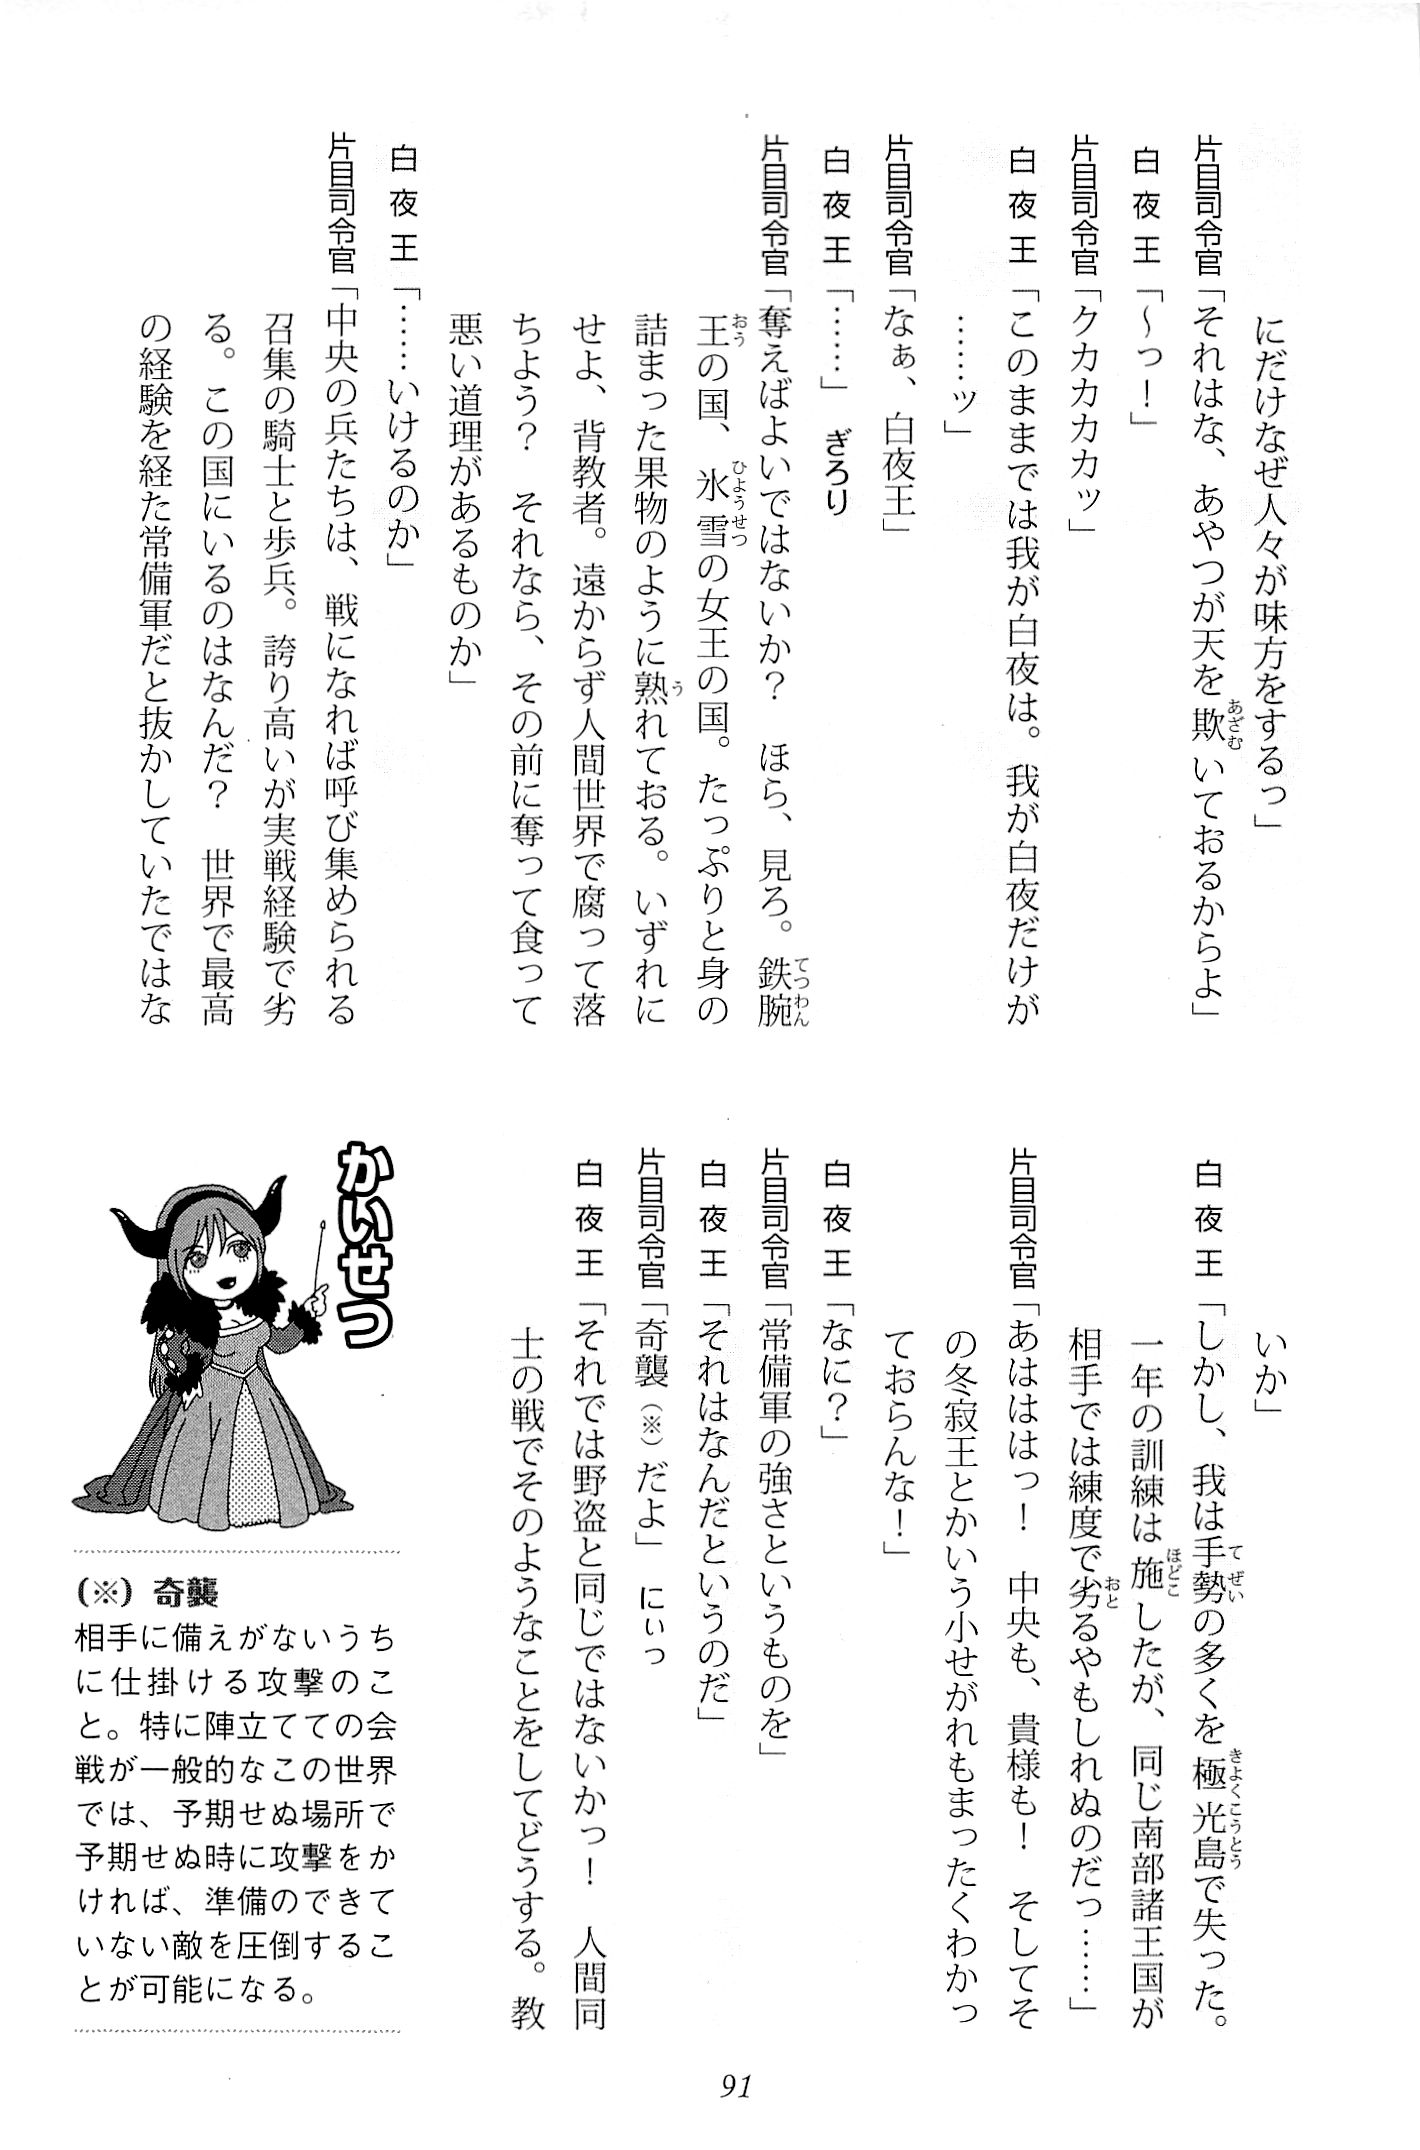 にだけなぜ人々が味方をするっ」
片目司令官「それはな、あやつが天を欺いておるからよ」
白夜王「～っ！」
片目司令官「クカカカカッ」
白夜王「このままでは我が白夜は。我が白夜だけが
……ッ」
片目司令官「なぁ、白夜王」
白夜王「……」　ぎろり
片目司令官「奪えばよいではないか？　ほら、見ろ。鉄腕
王の国、氷雪の女王の国。たっぷりと身の
詰まった果物のように熟れておる。いずれに
せよ、背教者。遠からず人間世界で腐って落
ちよう？　それなら、その前に奪って食って
悪い道理があるものか」
白夜王「……いけるのか」
片目司令官「中央の兵たちは、戦になれば呼び集められる
召集の騎士と歩兵。誇り高いが実戦経験で劣
る。この国にいるのはなんだ？　世界で最高
の経験を経た常備軍だと抜かしていたではな
いか」
白夜王「しかし、我は手勢の多くを極光島で失った。
一年の訓練は施したが、同じ南部諸王国が
相手では練度で劣るやもしれぬのだっ……」
片目司令官「あはははっ！　中央も、貴様も！　そしてそ
の冬寂王とかいう小せがれもまったくわかっ
ておらんな！」
白夜王「なに？」
片目司令官「常備軍の強さというものを」
白夜王「それはなんだというのだ」
片目司令官「奇襲（※）だよ」　にぃっ
白夜王「それでは野盗と同じではないかっ！　人間同
士の戦でそのようなことをしてどうする。教
かいせつ
（※）奇襲
相手に備えがないうち
に仕掛ける攻撃のこ
と。特に陣立てての会
戦が一般的なこの世界
では、予期せぬ場所で
予期せぬ時に攻撃をか
ければ、準備のできて
いない敵を圧倒するこ
とが可能になる。
91